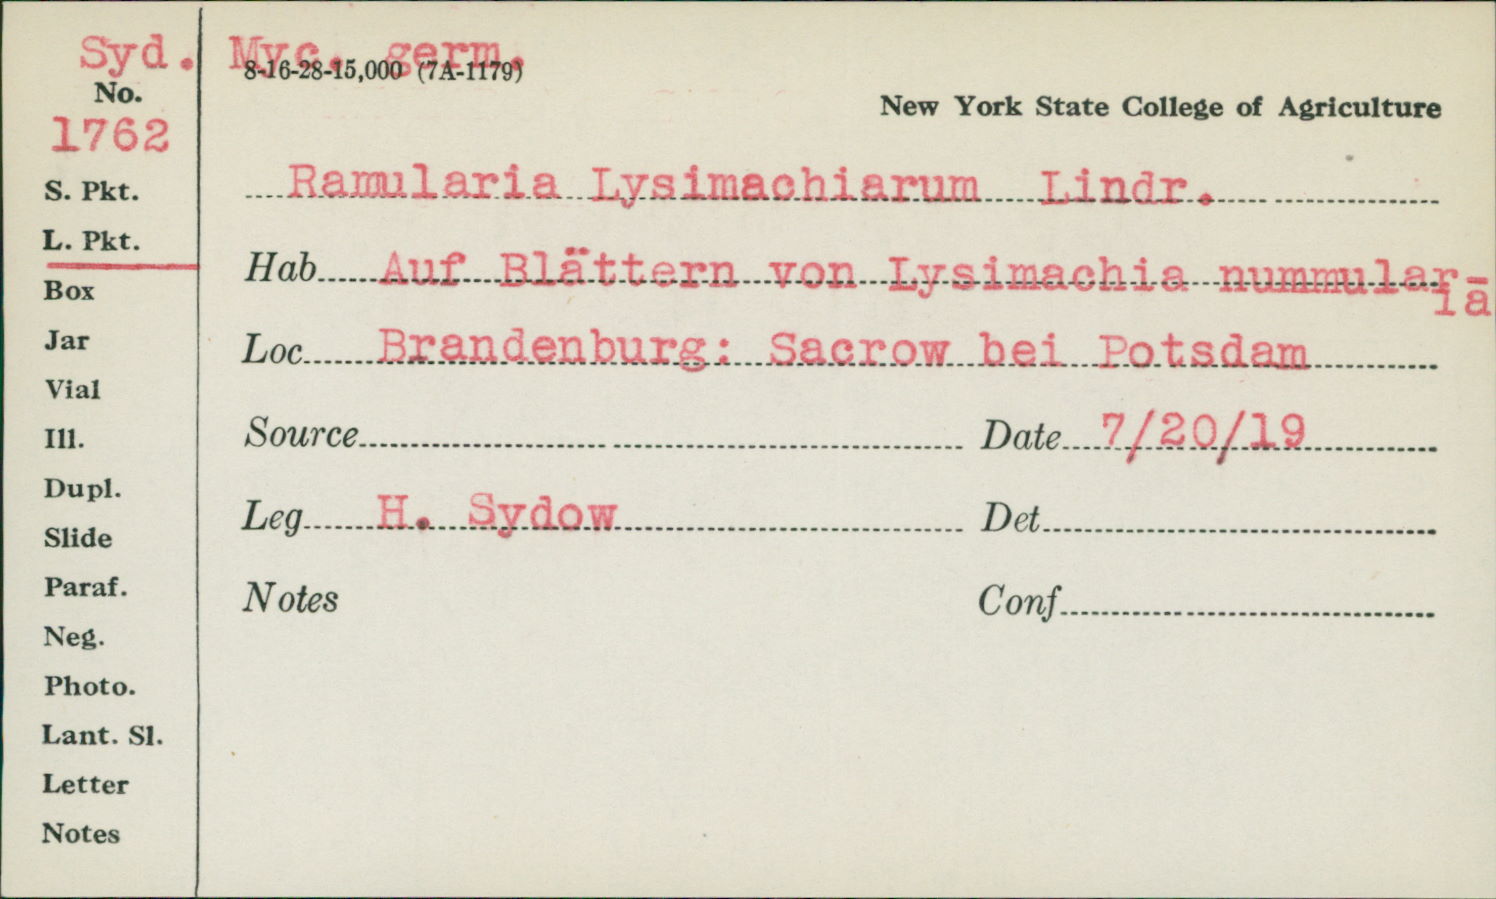 Syd. Myc. germ.
8-16-28-15,000 (7A-1179)
No.
1762
New York State College of Agriculture
S. Pkt.
Ramularia Lysimachiarum Lindr.
L. Pkt.
Hab. Auf Blättern von Lysimachia nummular-
ia
Box
Jar
Loc. Brandenburg: Sacrow bei Potsdam
Vial
Ill.
Source Date 7/20/19
Dupl.
Leg. H. Sydow Det.
Slide
Paraf.
Notes Conf.
Neg.
Photo.
Lant. Sl.
Letter
Notes